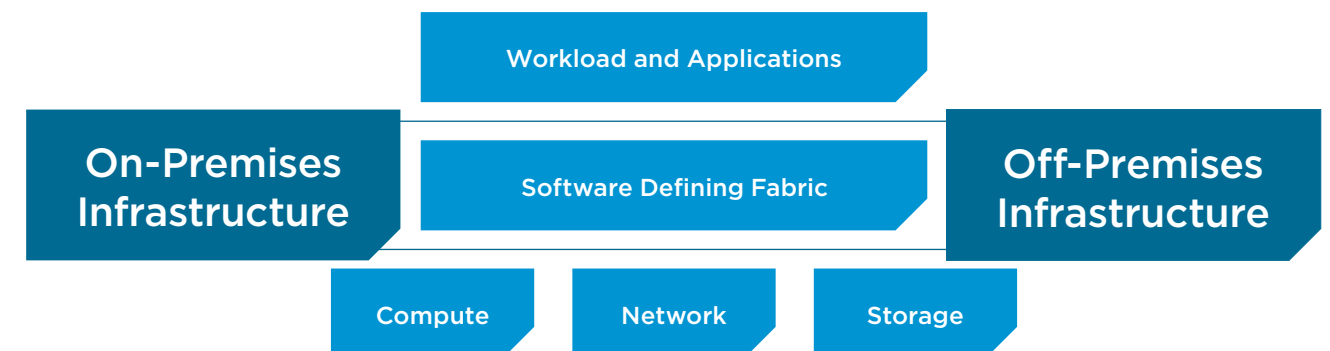 Workload and Applications
On-Premises
Infrastructure
Software Defining Fabric
Off-Premises
Infrastructure
Compute
Network
Storage